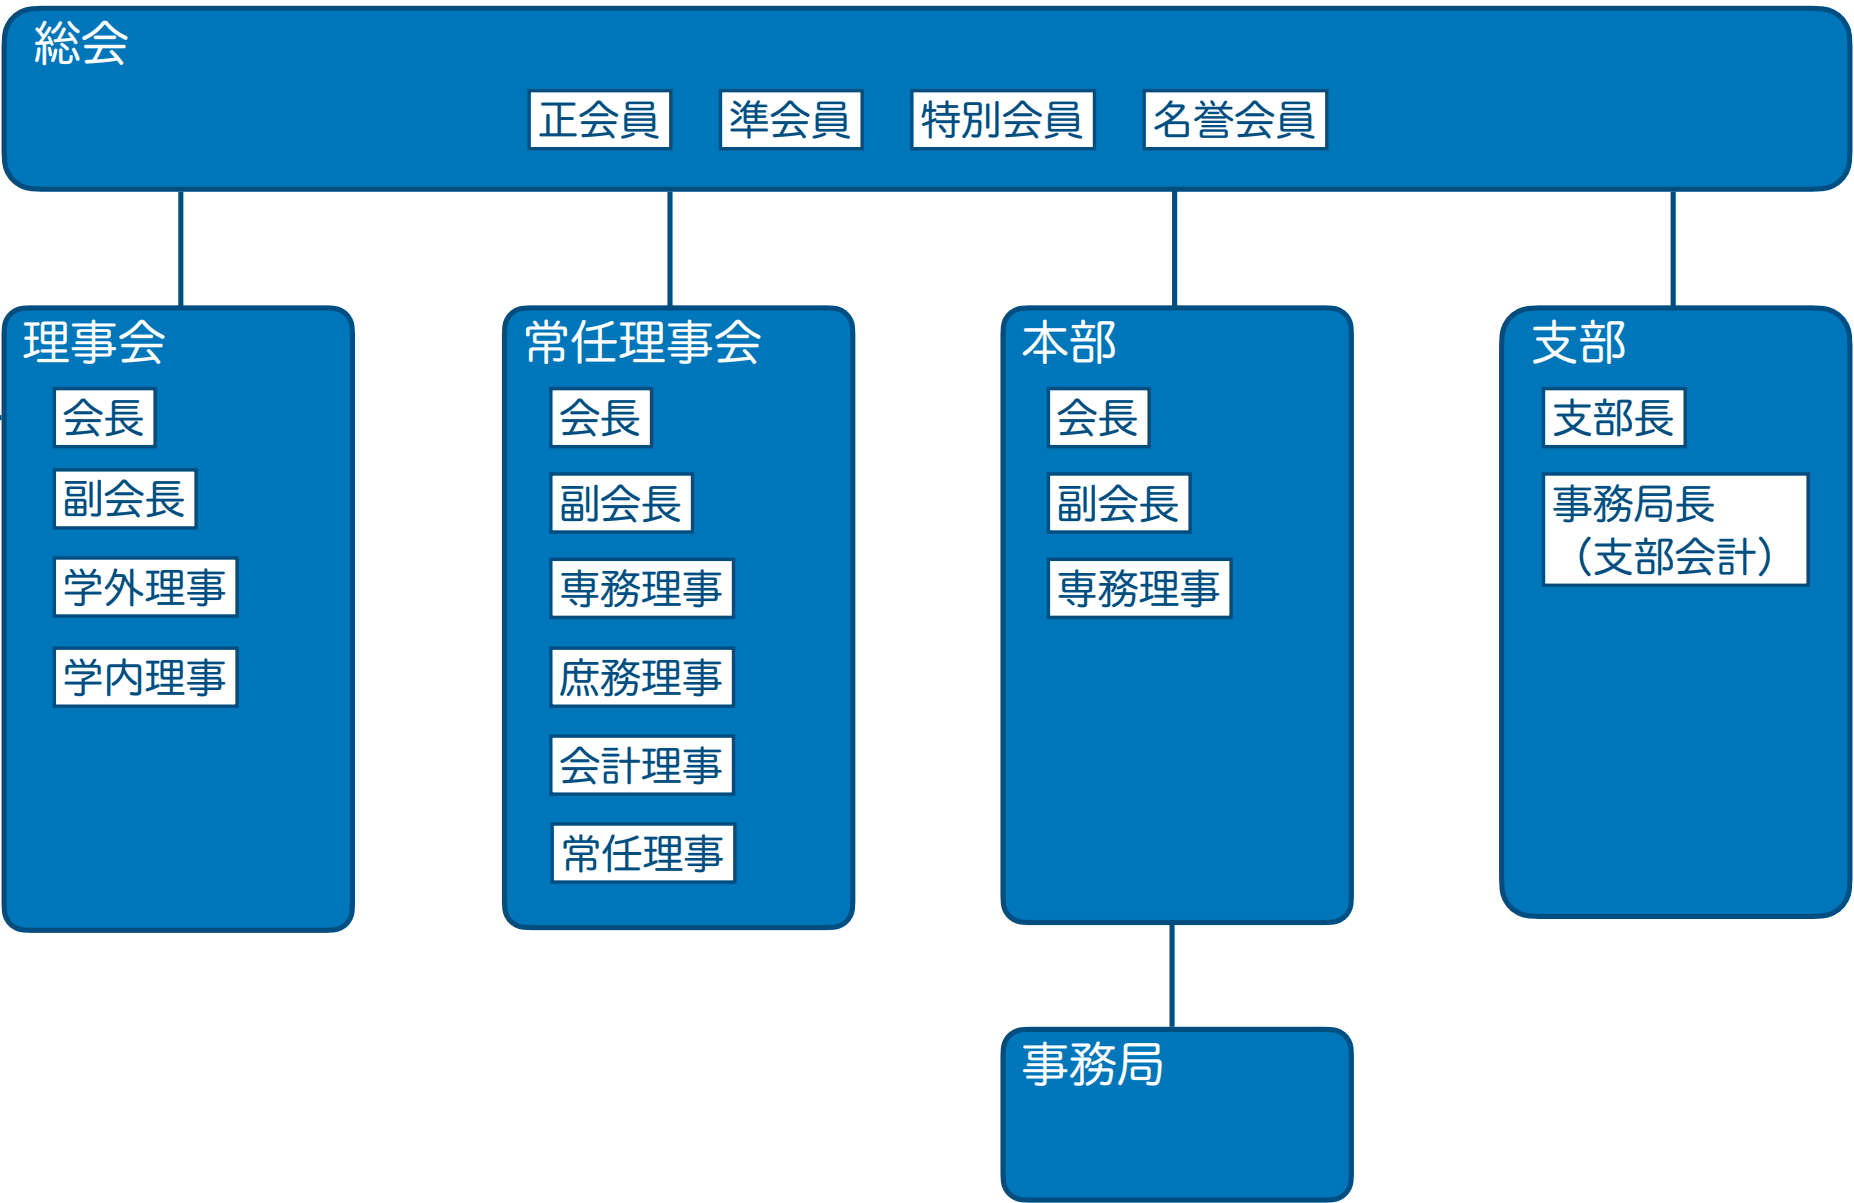 総会
正会員 準会員 特別会員 名誉会員
理事会
会長
副会長
学外理事
学内理事
常任理事会
会長
副会長
専務理事
庶務理事
会計理事
常任理事
本部
会長
副会長
専務理事
支部
支部長
事務局長
（支部会計）
事務局